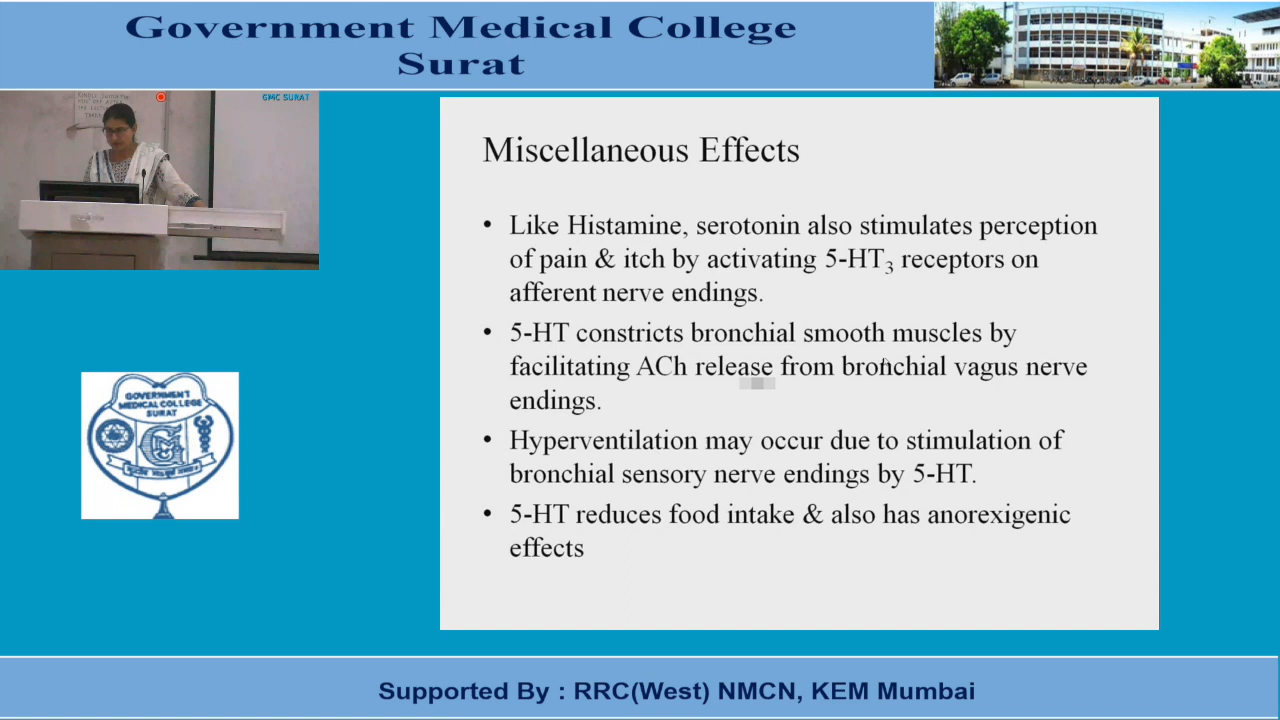 Government Medical College
Surat
GMC SURAT
Miscellaneous Effects
• Like Histamine, serotonin also stimulates perception
of pain & itch by activating 5-HT3 receptors on
afferent nerve endings.
• 5-HT constricts bronchial smooth muscles by
facilitating ACh release from bronchial vagus nerve
endings.
• Hyperventilation may occur due to stimulation of
bronchial sensory nerve endings by 5-HT.
• 5-HT reduces food intake & also has anorexigenic
effects
GOVERNMENT
MEDICAL COLLEGE
SURAT
Supported By : RRC(West) NMCN, KEM Mumbai